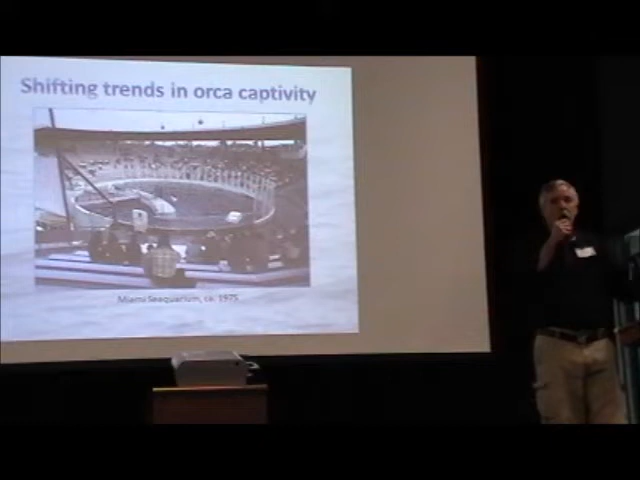 Shifting trends in orca captivity
Miami Seaquarium, ca. 1975